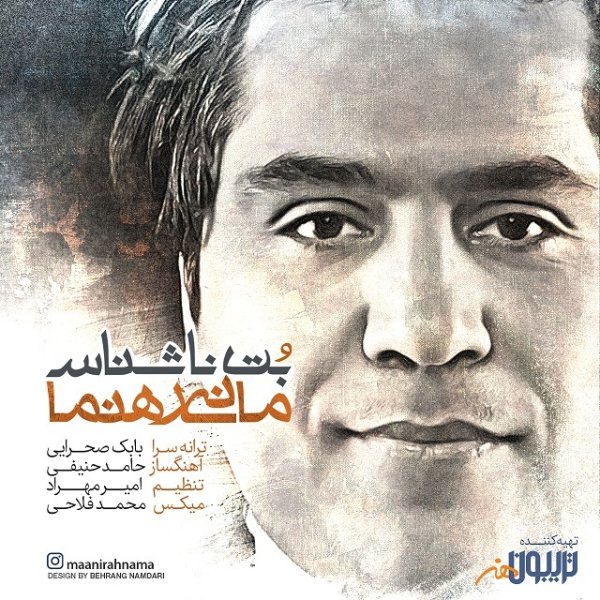 بُت ناشناس
مانی رهنما
ترانه سرا بابک صحرایی
آهنگساز حامد حنیفی
تنظیم امیر مهراد
میکس محمد فلاحی
maanirahnama
DESIGN BY BEHRANG NAMDARI
تهیه کننده
تریبون هنر